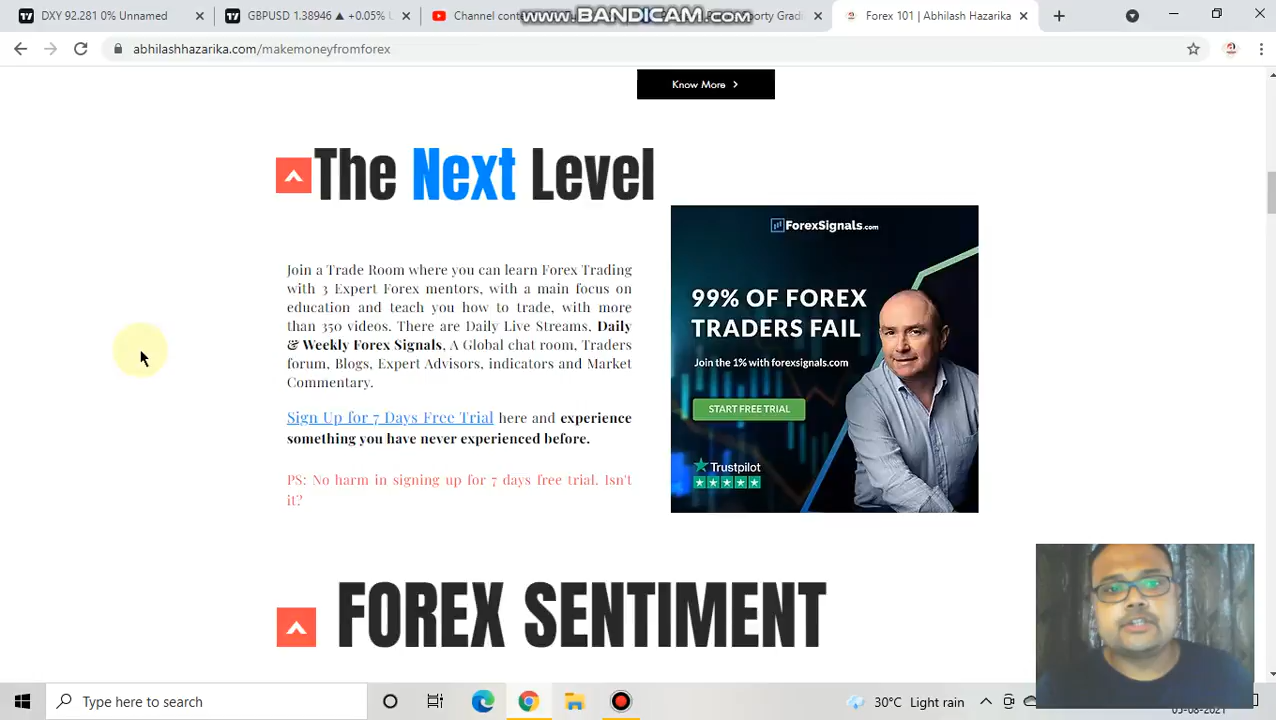 www.BANDICAM.com
DXY 92.281 0% Unnamed
GBPUSD 1.38946 ▲ +0.05%
Channel cont
Forex 101 | Abhilash Hazarika
abhilashhazarika.com/makemoneyfromforex
Know More >
The Next Level
ForexSignals.com
99% OF FOREX
TRADERS FAIL
Join the 1% with forexsignals.com
START FREE TRIAL
Trustpilot
Join a Trade Room where you can learn Forex Trading
with 3 Expert Forex mentors, with a main focus on
education and teach you how to trade, with more
than 350 videos. There are Daily Live Streams, Daily
& Weekly Forex Signals, A Global chat room, Traders
forum, Blogs, Expert Advisors, indicators and Market
Commentary.
Sign Up for 7 Days Free Trial here and experience
something you have never experienced before.
PS: No harm in signing up for 7 days free trial. Isn't
it?
FOREX SENTIMENT
Type here to search
30°C Light rain